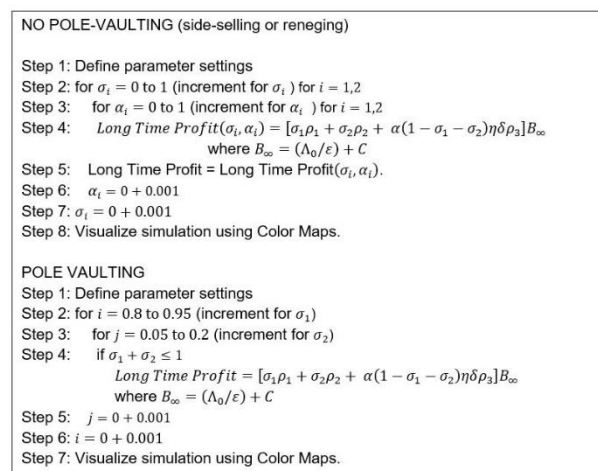 NO POLE-VAULTING (side-selling or reneging)
Step 1: Define parameter settings
Step 2: for σᵢ = 0 to 1 (increment for σᵢ ) for i = 1,2
Step 3: for αᵢ = 0 to 1 (increment for αᵢ ) for i = 1,2
Step 4: Long Time Profit(σᵢ, αᵢ) = [σ₁ρ₁ + σ₂ρ₂ + α(1 − σ₁ − σ₂)ηδρ₃]B∞
where B∞ = (Λ₀/ε) + C
Step 5: Long Time Profit = Long Time Profit(σᵢ, αᵢ).
Step 6: αᵢ = 0 + 0.001
Step 7: σᵢ = 0 + 0.001
Step 8: Visualize simulation using Color Maps.
POLE VAULTING
Step 1: Define parameter settings
Step 2: for i = 0.8 to 0.95 (increment for σ₁)
Step 3: for j = 0.05 to 0.2 (increment for σ₂)
Step 4: if σ₁ + σ₂ ≤ 1
Long Time Profit = [σ₁ρ₁ + σ₂ρ₂ + α(1 − σ₁ − σ₂)ηδρ₃]B∞
where B∞ = (Λ₀/ε) + C
Step 5: j = 0 + 0.001
Step 6: i = 0 + 0.001
Step 7: Visualize simulation using Color Maps.